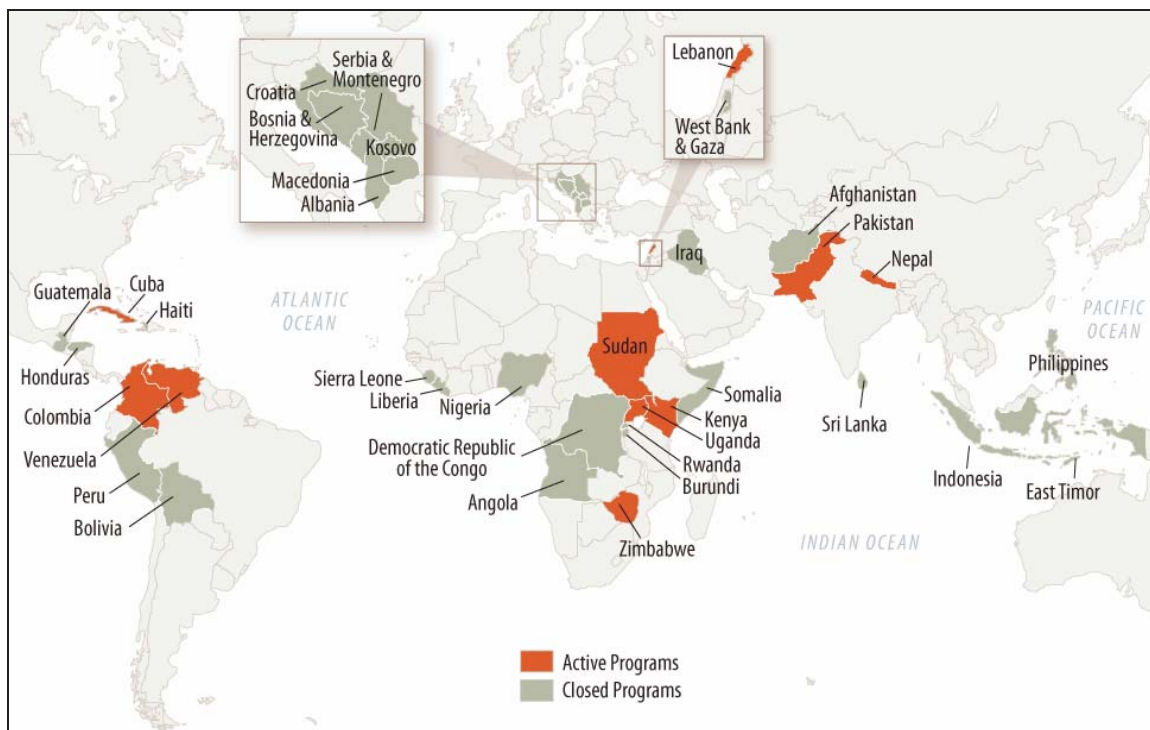 Serbia &
Montenegro
Croatia
Bosnia &
Herzegovina
Kosovo
Macedonia
Albania
Lebanon
West Bank
& Gaza
Afghanistan
Pakistan
Nepal
Iraq
Guatemala
Cuba
Haiti
ATLANTIC
OCEAN
PACIFIC
OCEAN
Honduras
Colombia
Venezuela
Peru
Bolivia
Sierra Leone
Liberia
Nigeria
Sudan
Somalia
Kenya
Uganda
Democratic Republic
of the Congo
Rwanda
Burundi
Angola
Zimbabwe
Philippines
Sri Lanka
Indonesia
East Timor
INDIAN OCEAN
Active Programs
Closed Programs